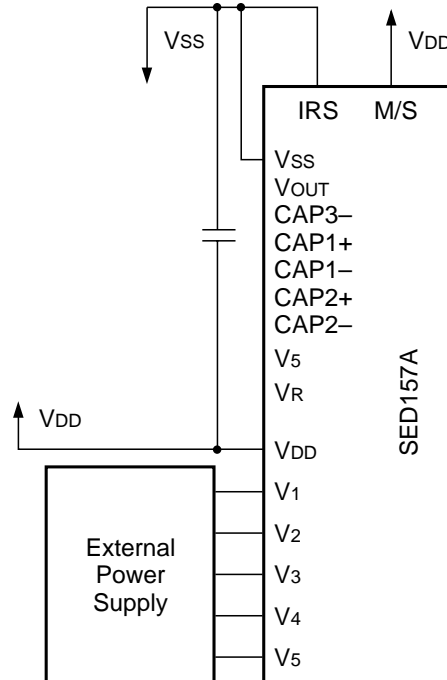 VSS
VDD
IRS M/S
VSS
VOUT
CAP3–
CAP1+
CAP1–
CAP2+
CAP2–
V5
VR
SED157A
VDD
VDD
V1
V2
V3
V4
V5
External
Power
Supply